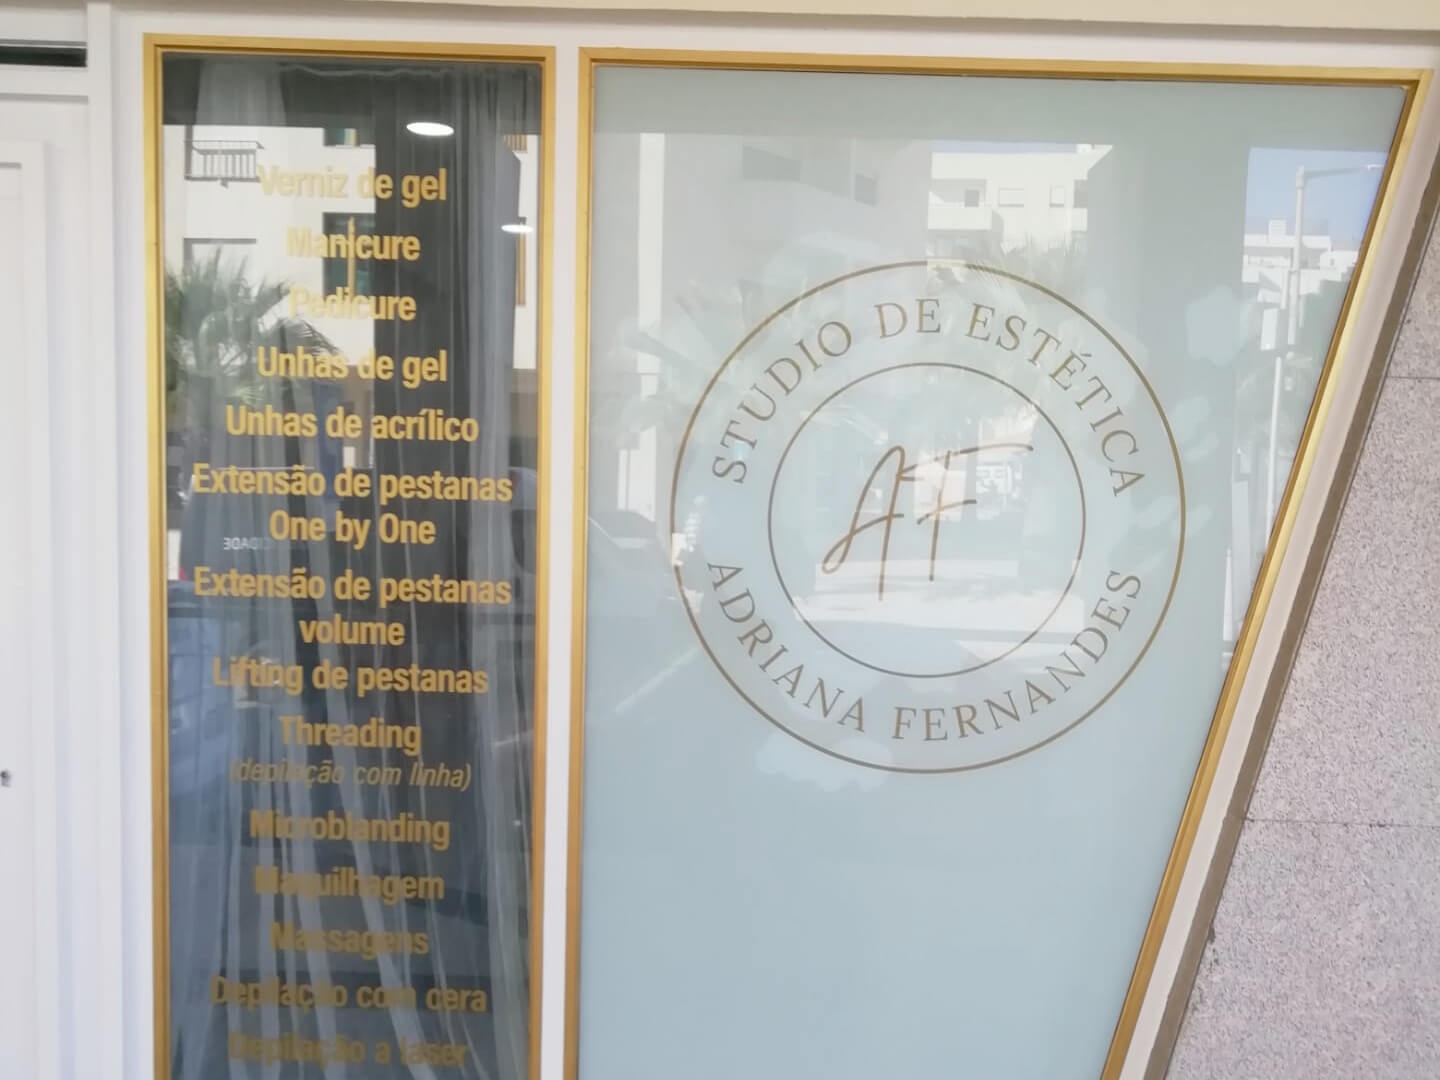 Verniz de gel
Manicure
Pedicure
Unhas de gel
Unhas de acrílico
Extensão de pestanas
One by One
Extensão de pestanas
volume
Lifting de pestanas
Threading
(depilação com linha)
Microblanding
Maquilhagem
Massagens
Depilação com cera
Depilação a laser
STUDIO DE ESTÉTICA
AF
ADRIANA FERNANDES